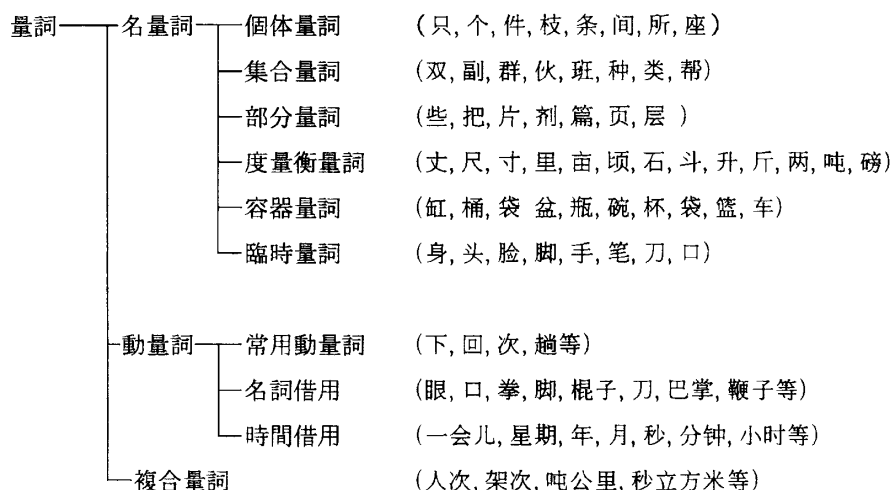 量詞 名量詞 個体量詞 (只, 个, 件, 枝, 条, 间, 所, 座)
集合量詞 (双, 副, 群, 伙, 班, 种, 类, 帮)
部分量詞 (些, 把, 片, 剂, 篇, 页, 层 )
度量衡量詞 (丈, 尺, 寸, 里, 亩, 顷, 石, 斗, 升, 斤, 两, 吨, 磅)
容器量詞 (缸, 桶, 袋 盆, 瓶, 碗, 杯, 袋, 篮, 车)
臨時量詞 (身, 头, 脸, 脚, 手, 笔, 刀, 口)
動量詞 常用動量詞 (下, 回, 次, 趟等)
名詞借用 (眼, 口, 拳, 脚, 棍子, 刀, 巴掌, 鞭子等)
時間借用 (一会儿, 星期, 年, 月, 秒, 分钟, 小时等)
複合量詞 (人次, 架次, 吨公里, 秒立方米等)